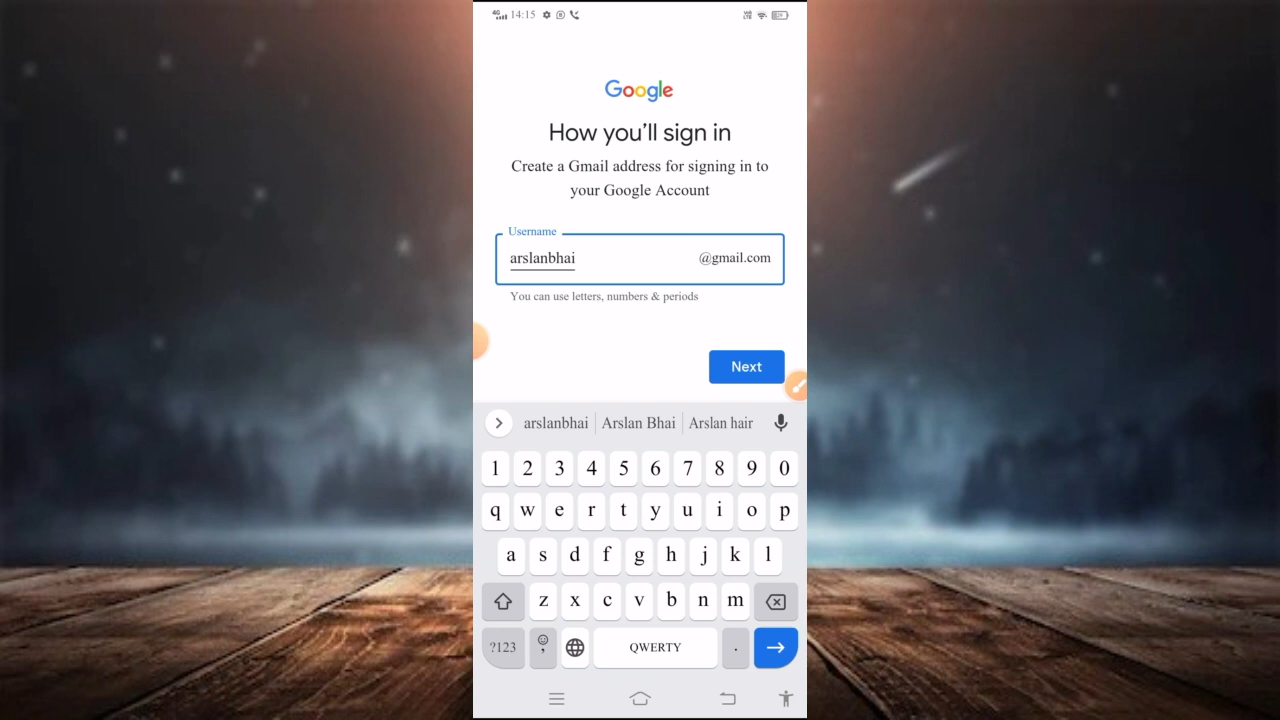 4G 14:15
Google
How you'll sign in
Create a Gmail address for signing in to
your Google Account
Username
arslanbhai @gmail.com
You can use letters, numbers & periods
Next
arslanbhai Arslan Bhai Arslan hair
1 2 3 4 5 6 7 8 9 0
q w e r t y u i o p
a s d f g h j k l
z x c v b n m
?123 , QWERTY .